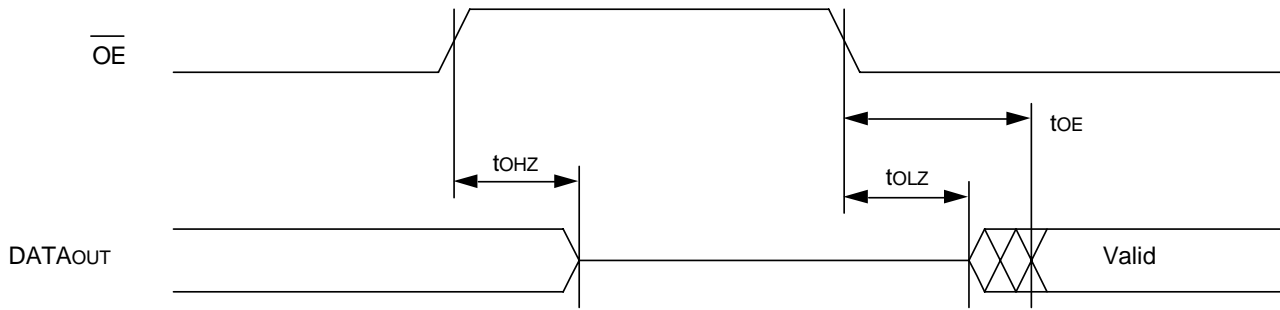 OE
tOE
tOHZ
tOLZ
DATAOUT
Valid